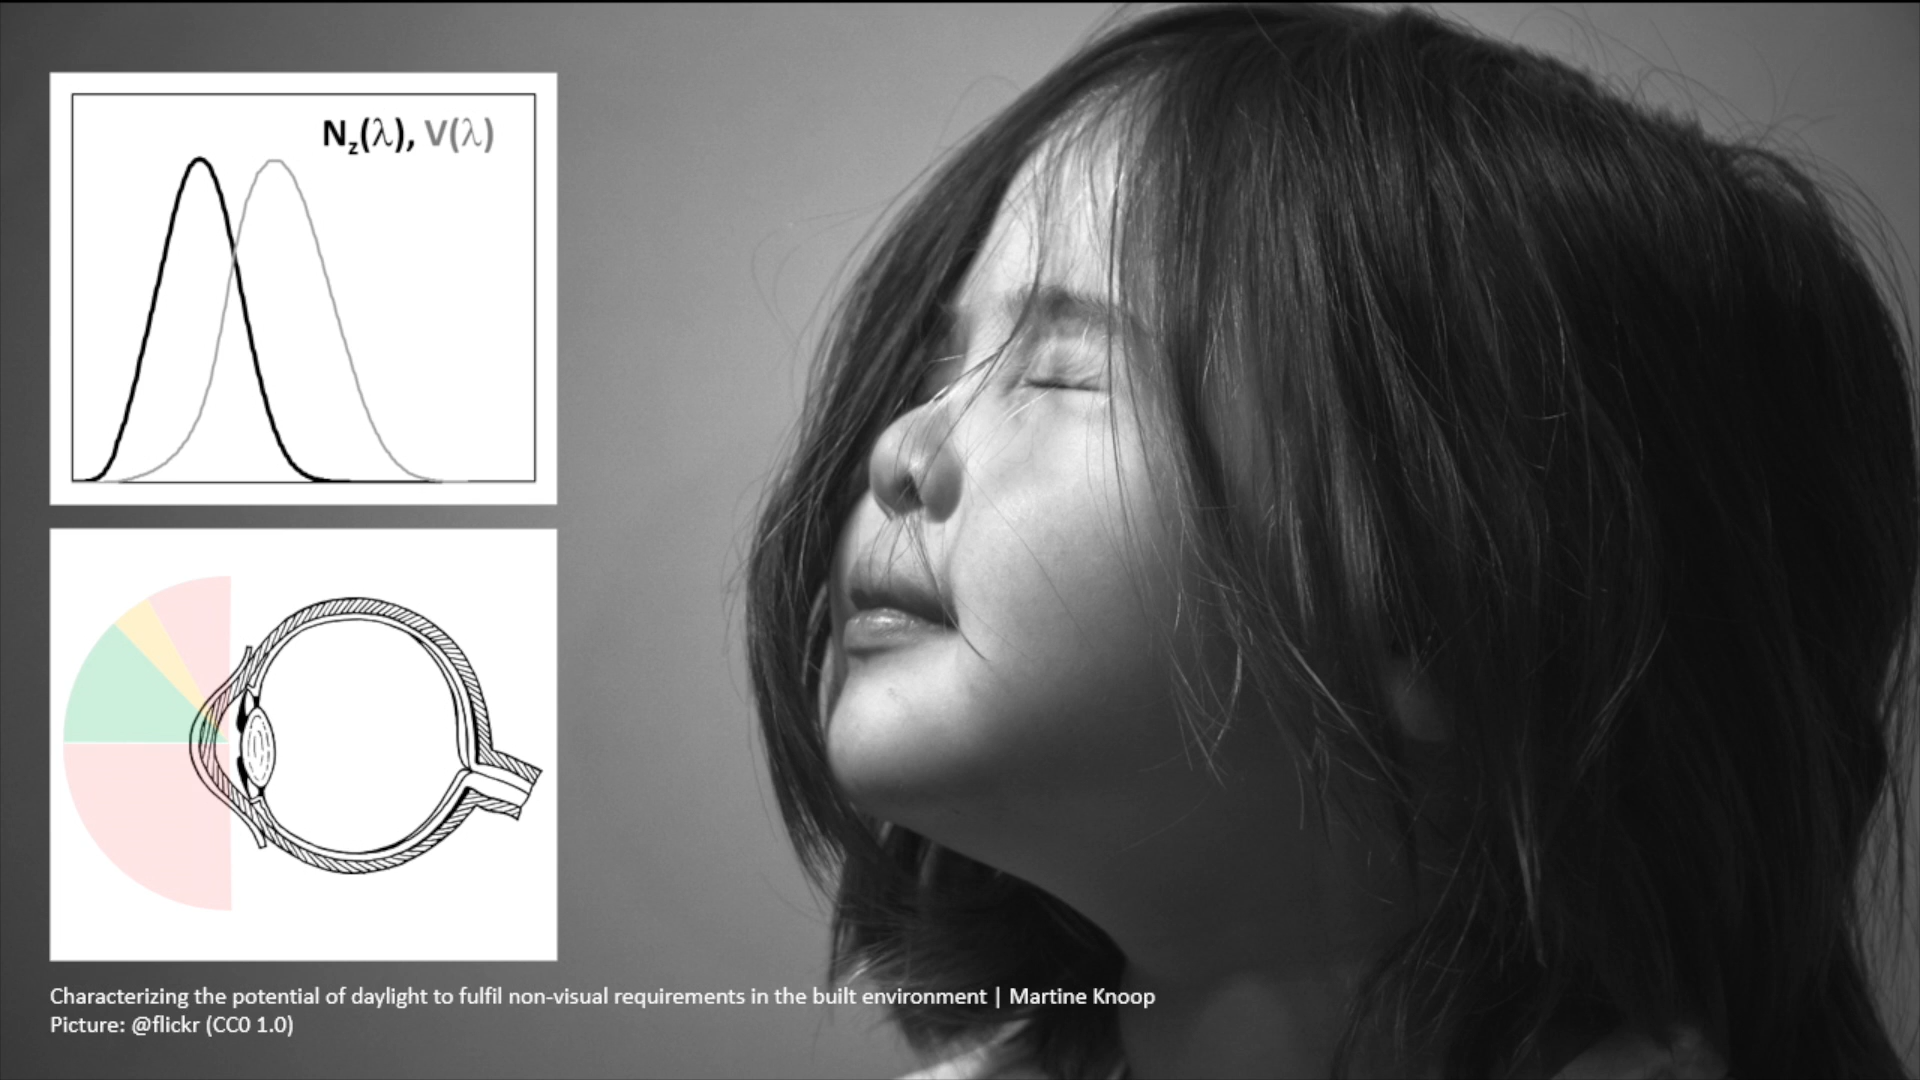 N_z(λ), V(λ)
Characterizing the potential of daylight to fulfil non-visual requirements in the built environment | Martine Knoop
Picture: @flickr (CC0 1.0)